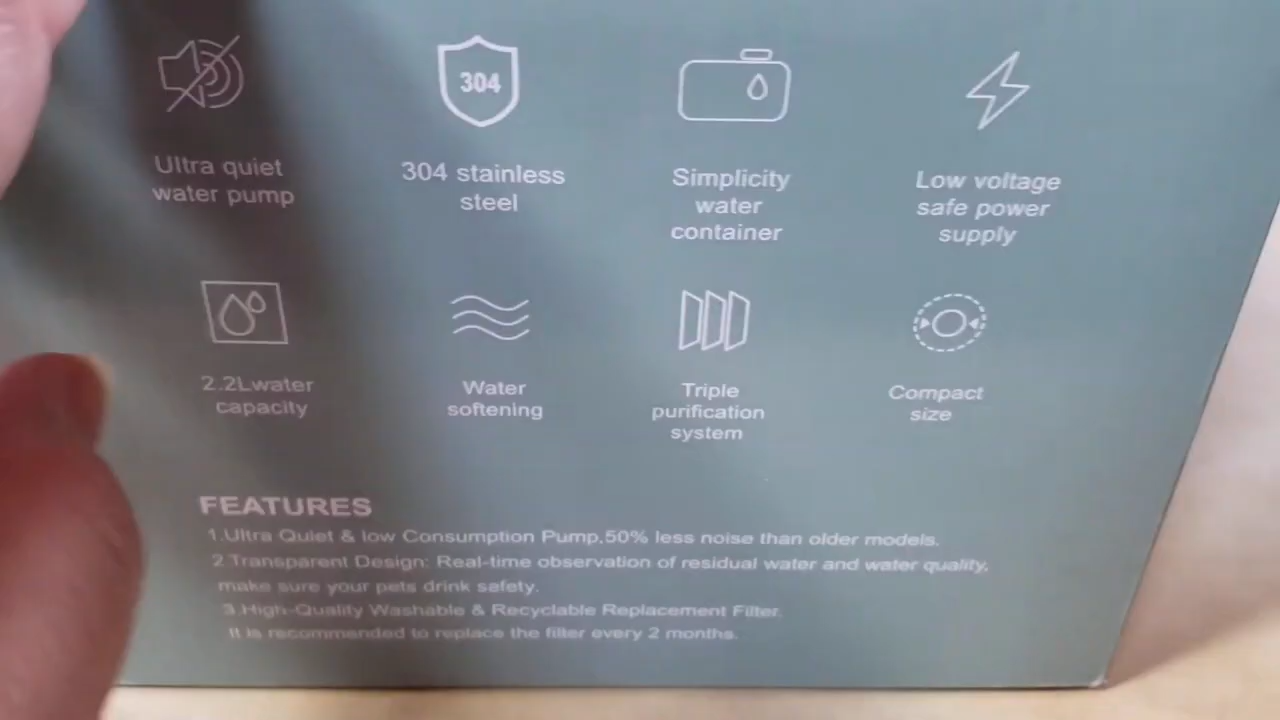 304
Ultra quiet
water pump
304 stainless
steel
Simplicity
water
container
Low voltage
safe power
supply
2.2Lwater
capacity
Water
softening
Triple
purification
system
Compact
size
FEATURES
1.Ultra Quiet & low Consumption Pump,50% less noise than older models.
2.Transparent Design: Real-time observation of residual water and water quality,
make sure your pets drink safety.
3.High-Quality Washable & Recyclable Replacement Filter.
It is recommended to replace the filter every 2 months.